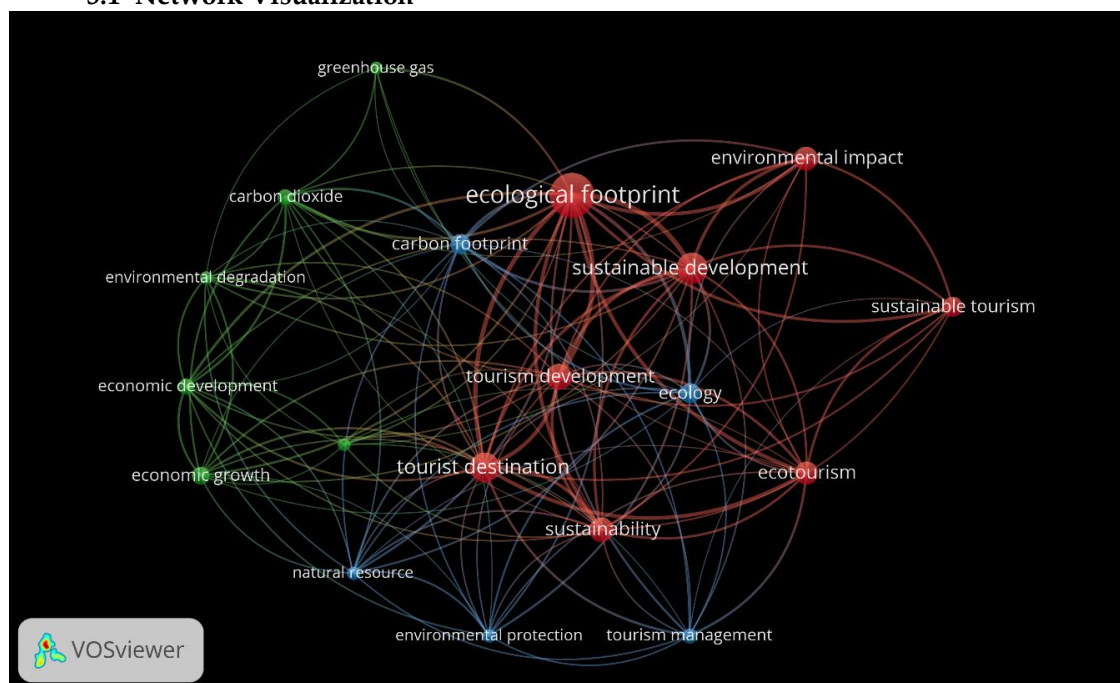 3.1 Network Visualization
greenhouse gas
environmental impact
ecological footprint
carbon dioxide
carbon footprint
sustainable development
environmental degradation
sustainable tourism
tourism development
economic development
ecology
tourist destination
economic growth
ecotourism
sustainability
natural resource
environmental protection
tourism management
VOSviewer